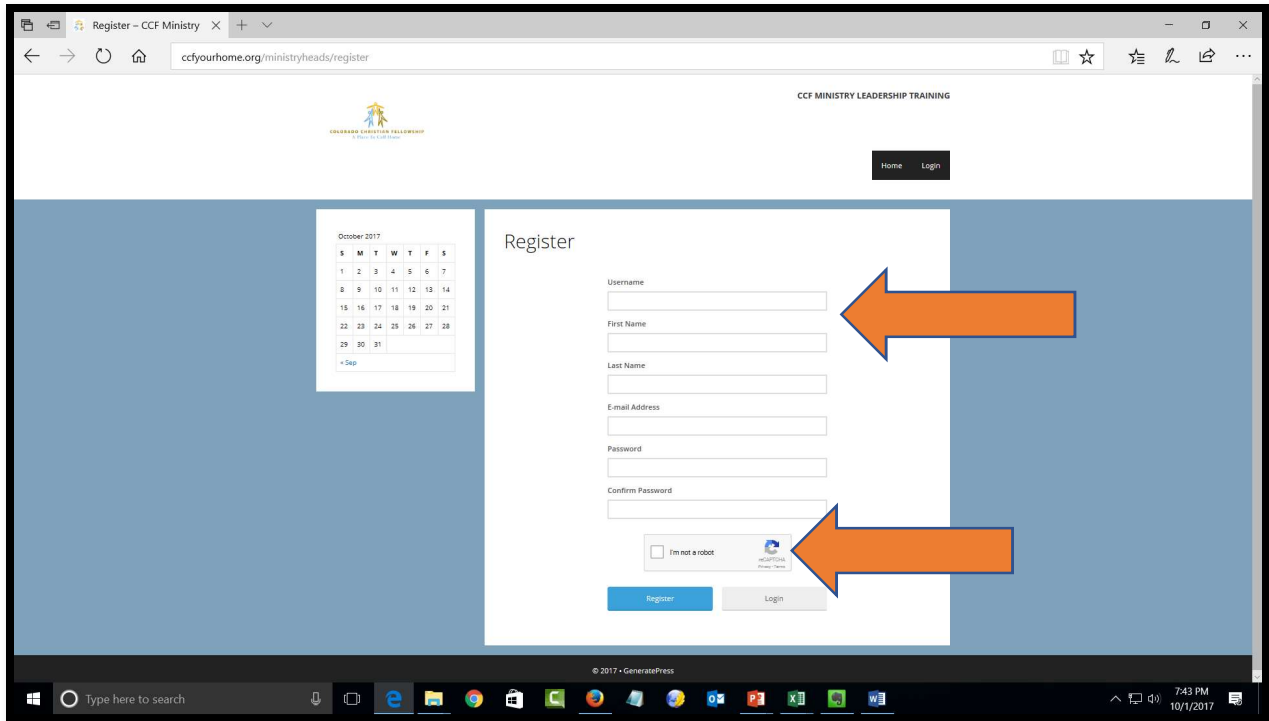 Register – CCF Ministry
ccfyourhome.org/ministryheads/register
CCF MINISTRY LEADERSHIP TRAINING
COLORADO CHRISTIAN FELLOWSHIP
A Place to Call Home
Home Login
October 2017
S M T W T F S
1 2 3 4 5 6 7
8 9 10 11 12 13 14
15 16 17 18 19 20 21
22 23 24 25 26 27 28
29 30 31
« Sep
Register
Username
First Name
Last Name
E-mail Address
Password
Confirm Password
I'm not a robot
reCAPTCHA
Privacy - Terms
Register Login
© 2017 • GeneratePress
Type here to search
7:43 PM
10/1/2017